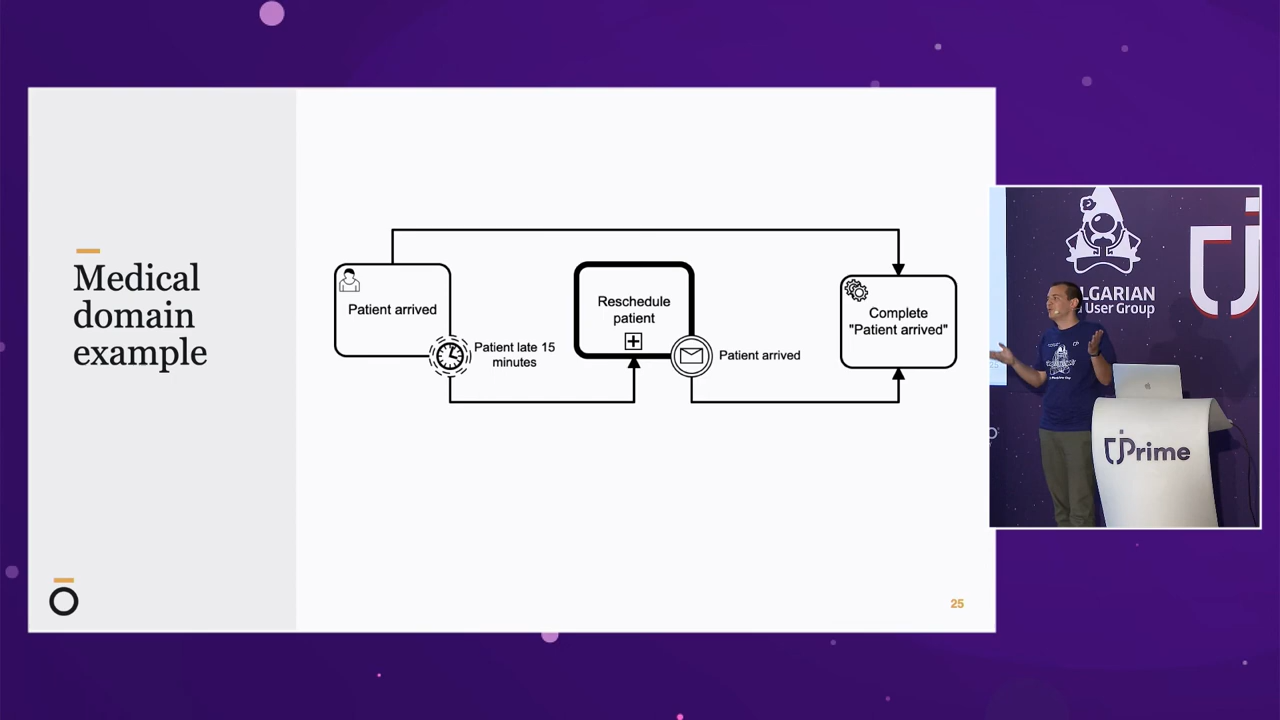 Medical
domain
example
Patient arrived
Patient late 15
minutes
Reschedule
patient
Patient arrived
Complete
"Patient arrived"
25
LGARIAN
User Group
Prime